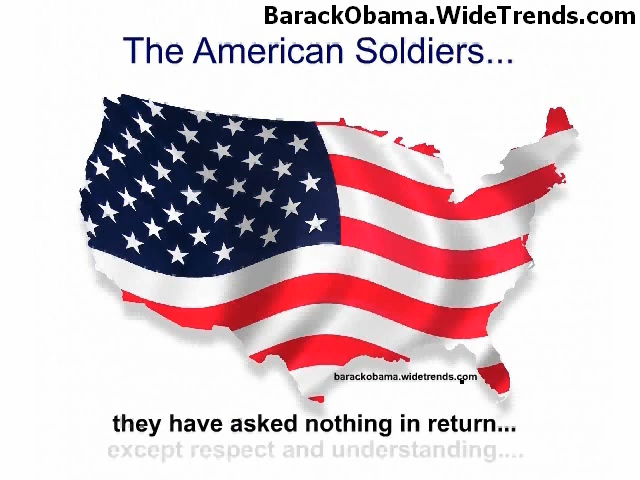 BarackObama.WideTrends.com
The American Soldiers...
barackobama.widetrends.com
they have asked nothing in return...
except respect and understanding....